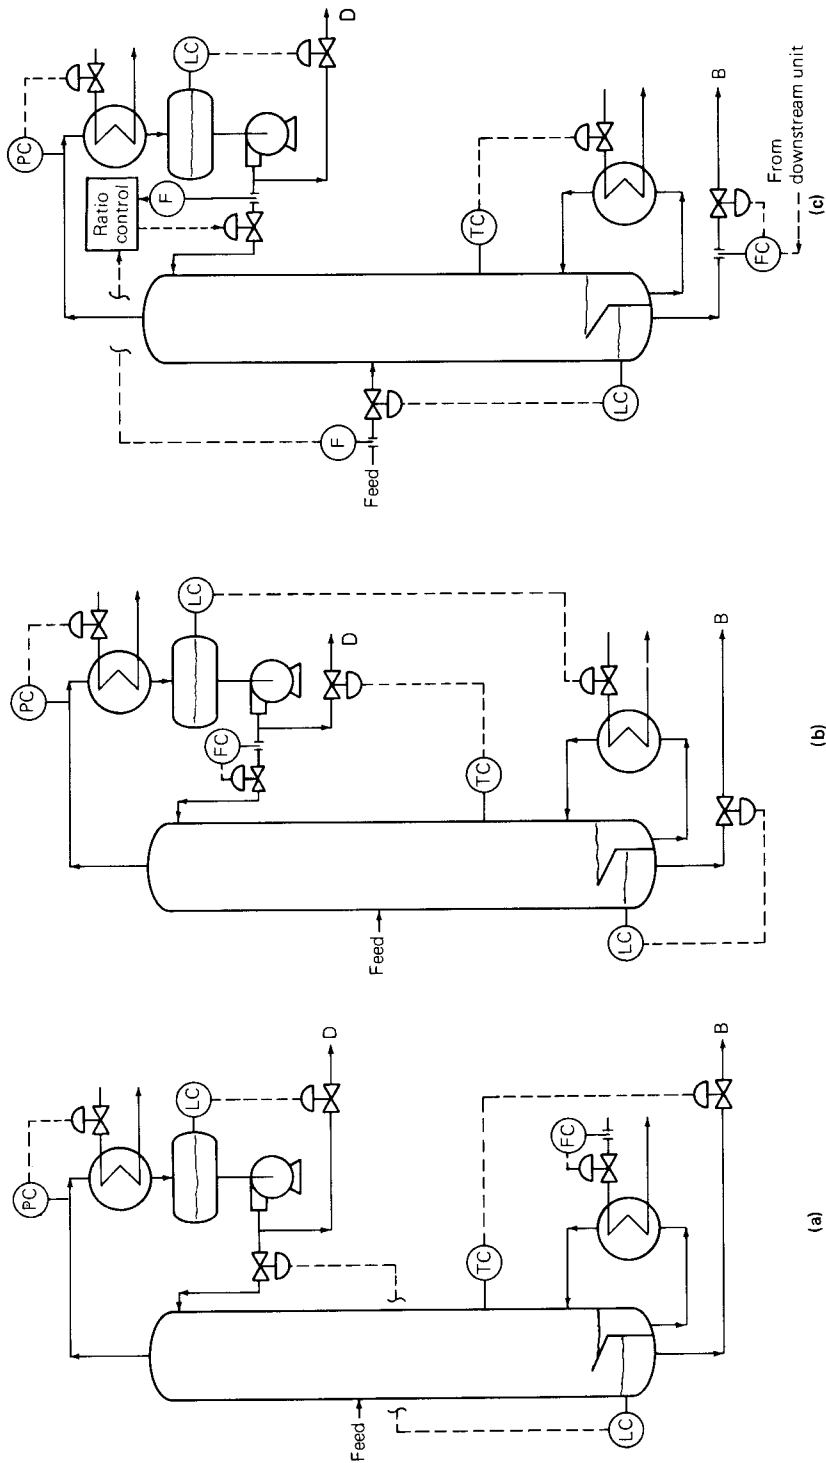 PC
LC
D
TC
FC
Feed
LC
B
(a)
PC
LC
FC
D
TC
Feed
LC
B
(b)
PC
LC
Ratio
control
F
D
TC
F
Feed
LC
FC
B
From
downstream unit
(c)